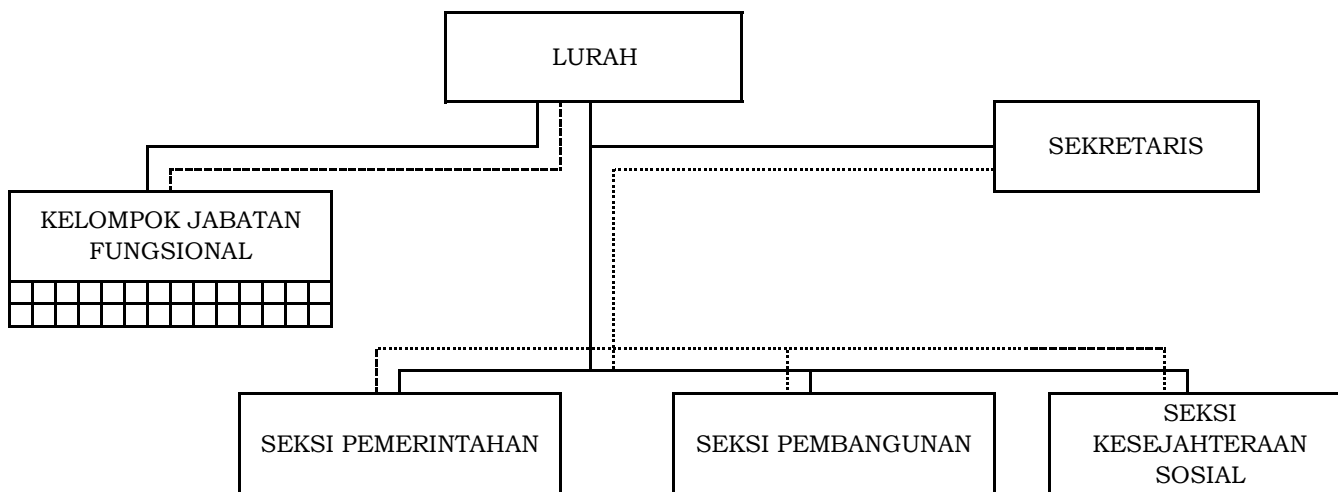 LURAH
SEKRETARIS
KELOMPOK JABATAN
FUNGSIONAL
SEKSI PEMERINTAHAN
SEKSI PEMBANGUNAN
SEKSI
KESEJAHTERAAN
SOSIAL